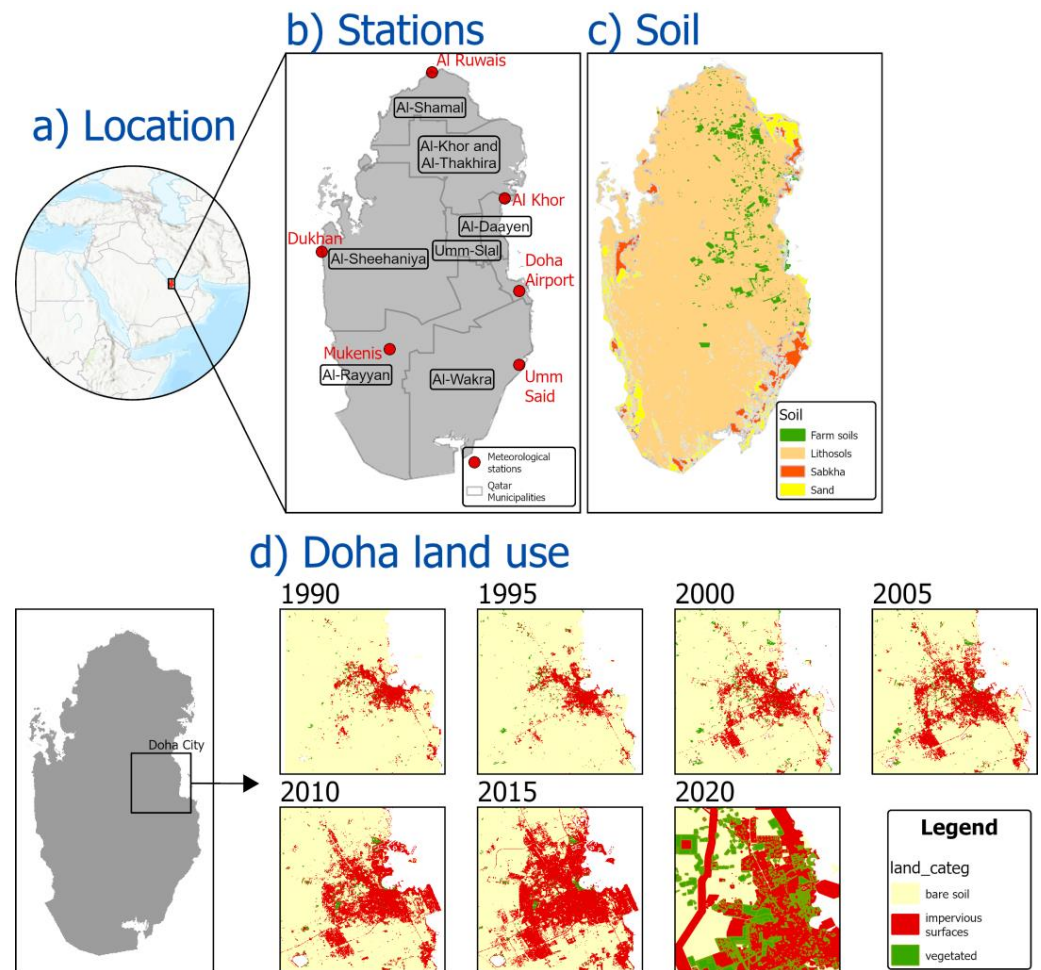 a) Location
b) Stations
Al Ruwais
Al-Shamal
Al-Khor and
Al-Thakhira
Al Khor
Al-Daayen
Dukhan
Al-Sheehaniya
Umm-Slal
Doha
Airport
Mukenis
Al-Rayyan
Al-Wakra
Umm
Said
Meteorological
stations
Qatar
Municipalities
c) Soil
Soil
Farm soils
Lithosols
Sabkha
Sand
d) Doha land use
Doha City
1990
1995
2000
2005
2010
2015
2020
Legend
land_categ
bare soil
impervious
surfaces
vegetated